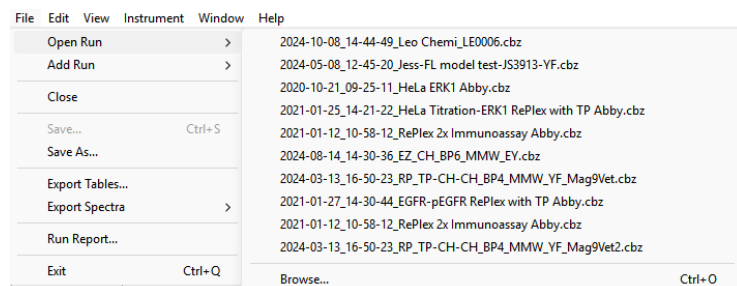 File Edit View Instrument Window Help
Open Run >
Add Run >
Close
Save... Ctrl+S
Save As...
Export Tables...
Export Spectra >
Run Report...
Exit Ctrl+Q
2024-10-08_14-44-49_Leo Chemi_LE0006.cbz
2024-05-08_12-45-20_Jess-FL model test-JS3913-YF.cbz
2020-10-21_09-25-11_HeLa ERK1 Abby.cbz
2021-01-25_14-21-22_HeLa Titration-ERK1 RePlex with TP Abby.cbz
2021-01-12_10-58-12_RePlex 2x Immunoassay Abby.cbz
2024-08-14_14-30-36_EZ_CH_BP6_MMW_EY.cbz
2024-03-13_16-50-23_RP_TP-CH-CH_BP4_MMW_YF_Mag9Vet.cbz
2021-01-27_14-30-44_EGFR-pEGFR RePlex with TP Abby.cbz
2021-01-12_10-58-12_RePlex 2x Immunoassay Abby.cbz
2024-03-13_16-50-23_RP_TP-CH-CH_BP4_MMW_YF_Mag9Vet2.cbz
Browse... Ctrl+O